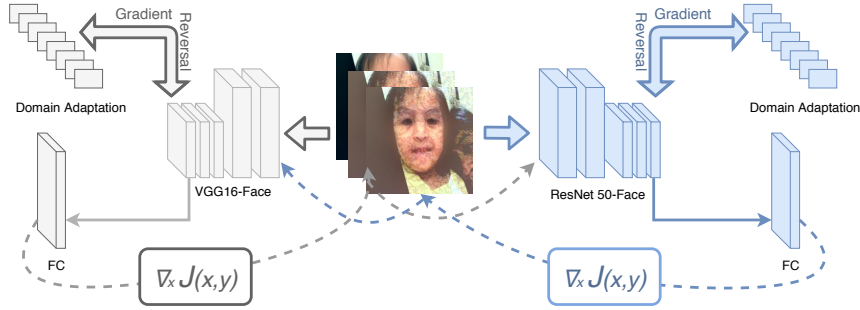 Gradient
Reversal
Domain Adaptation
VGG16-Face
FC
∇x J(x,y)
Gradient
Reversal
Domain Adaptation
ResNet 50-Face
FC
∇x J(x,y)